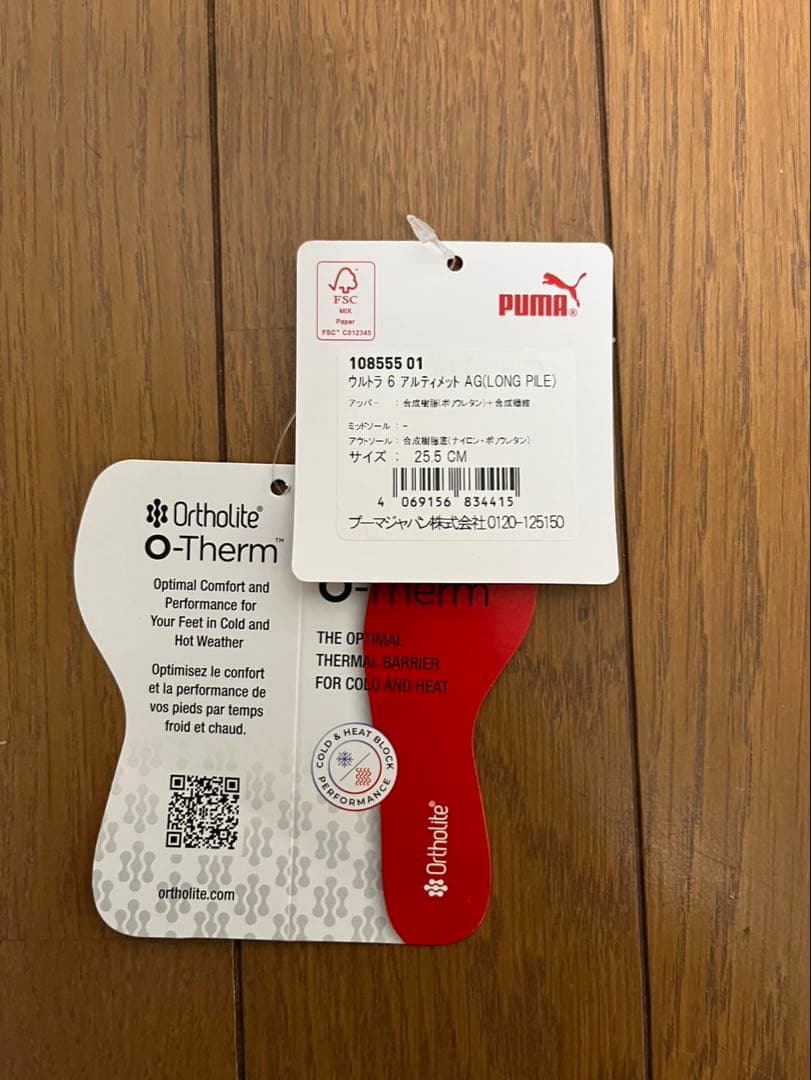 FSC
MIX
Paper
FSC™ C012345
PUMA®
108555 01
ウルトラ 6 アルティメット AG(LONG PILE)
アッパー : 合成樹脂(ポリウレタン)+合成繊維
ミッドソール : -
アウトソール : 合成樹脂底(ナイロン・ポリウレタン)
サイズ : 25.5 CM
4 069156 834415
プーマジャパン株式会社 0120-125150
Ortholite®
O-Therm™
Optimal Comfort and
Performance for
Your Feet in Cold and
Hot Weather
Optimisez le confort
et la performance de
vos pieds par temps
froid et chaud.
ortholite.com
O-Therm
THE OPTIMAL
THERMAL BARRIER
FOR COLD AND HEAT
COLD & HEAT BLOCK
PERFORMANCE
Ortholite®